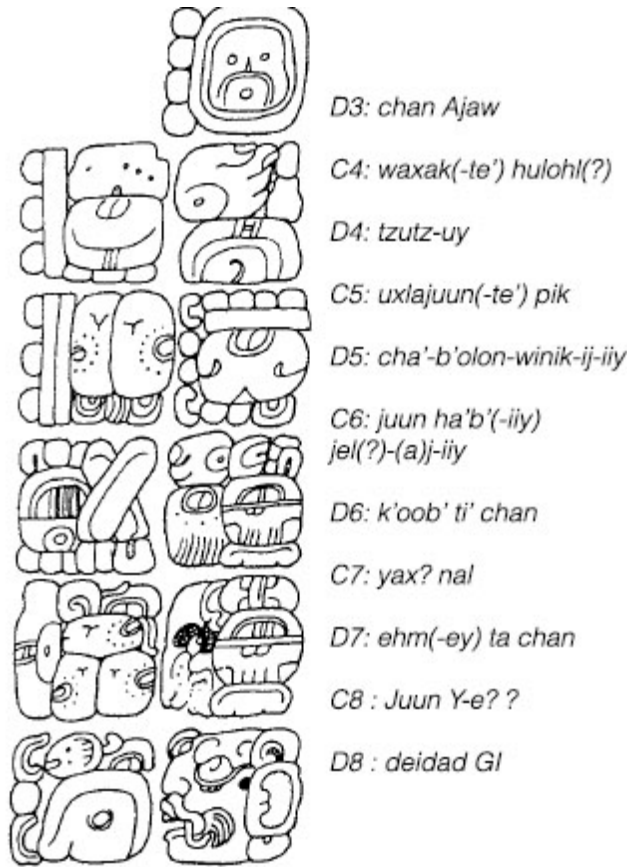 D3: chan Ajaw
C4: waxak(-te’) hulohl(?)
D4: tzutz-uy
C5: uxlajuun(-te’) pik
D5: cha’-b’olon-winik-ij-iiy
C6: juun ha’b’(-iiy)
jel(?)-(a)j-iiy
D6: k’oob’ ti’ chan
C7: yax? nal
D7: ehm(-ey) ta chan
C8 : Juun Y-e? ?
D8 : deidad GI